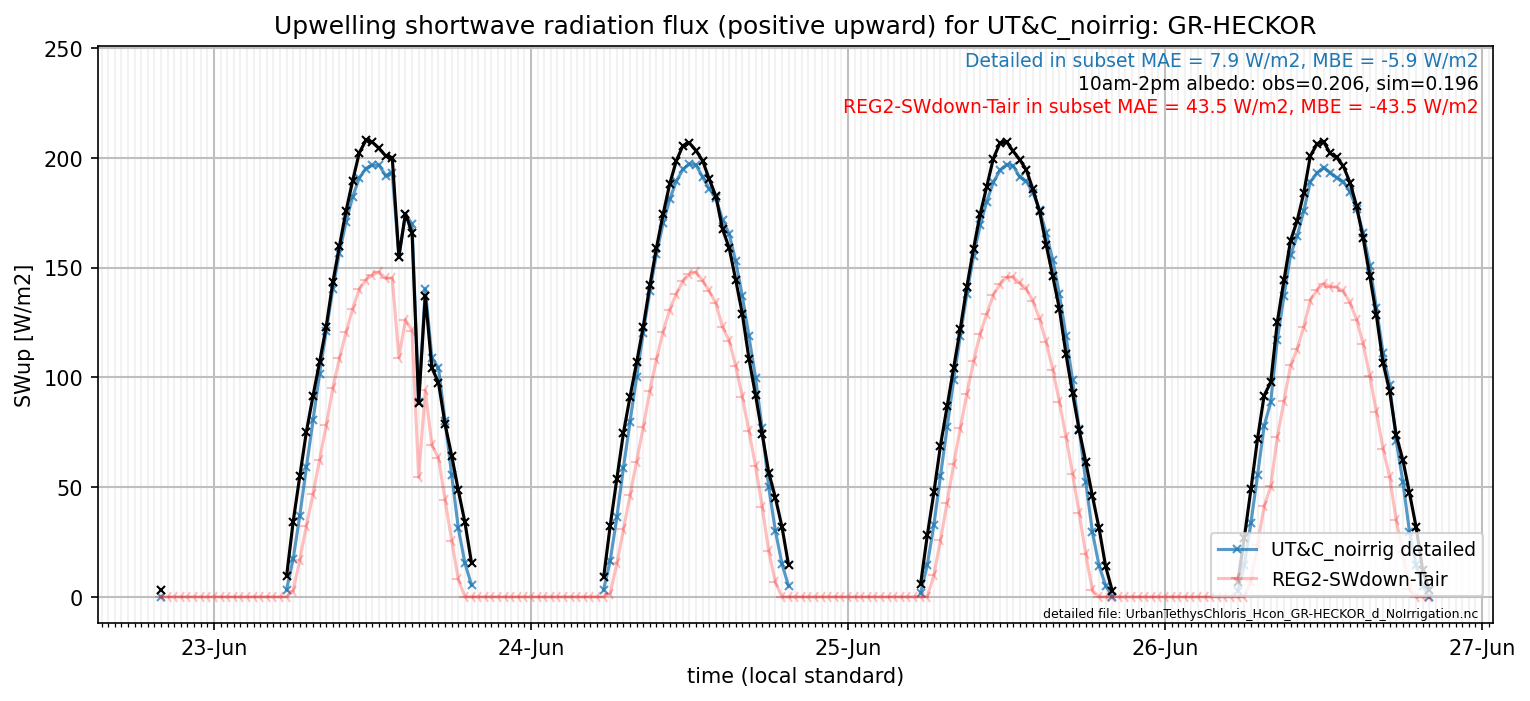 Upwelling shortwave radiation flux (positive upward) for UT&C_noirrig: GR-HECKOR
Detailed in subset MAE = 7.9 W/m2, MBE = -5.9 W/m2
10am-2pm albedo: obs=0.206, sim=0.196
REG2-SWdown-Tair in subset MAE = 43.5 W/m2, MBE = -43.5 W/m2
250
200
150
100
50
0
SWup [W/m2]
UT&C_noirrig detailed
REG2-SWdown-Tair
detailed file: UrbanTethysChloris_Hcon_GR-HECKOR_d_NoIrrigation.nc
23-Jun
24-Jun
25-Jun
26-Jun
27-Jun
time (local standard)